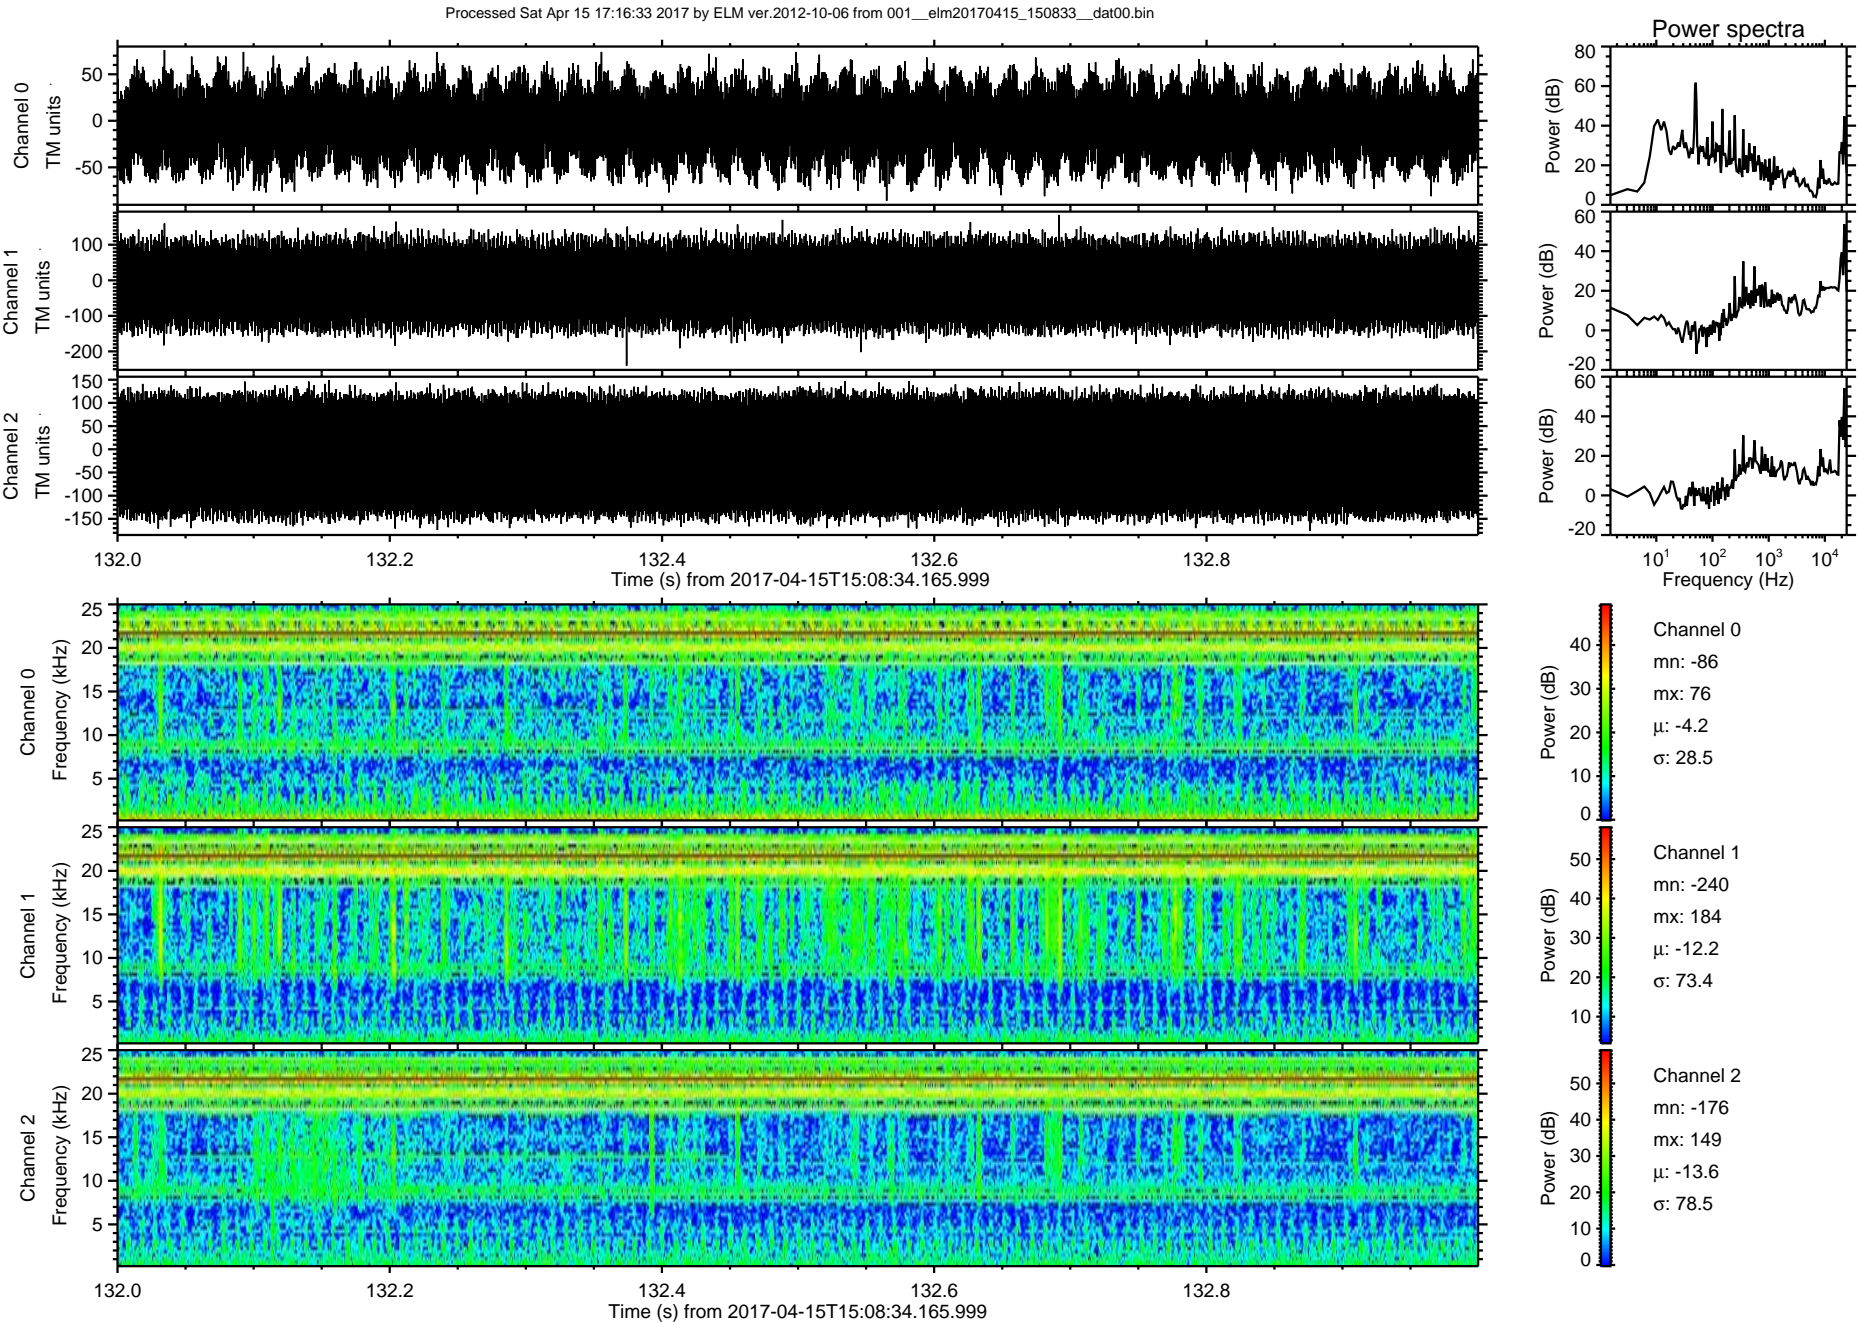 Processed Sat Apr 15 17:16:33 2017 by ELM ver.2012-10-06 from 001__elm20170415_150833__dat00.bin
Power spectra
Channel 0
TM units
50
0
-50
Power (dB)
80
60
40
20
0
Channel 1
TM units
100
0
-100
-200
Power (dB)
60
40
20
0
-20
Channel 2
TM units
150
100
50
0
-50
-100
-150
Power (dB)
60
40
20
0
-20
132.0 132.2 132.4 132.6 132.8
Time (s) from 2017-04-15T15:08:34.165.999
10^1 10^2 10^3 10^4
Frequency (Hz)
Channel 0
Frequency (kHz)
25
20
15
10
5
Power (dB)
40
30
20
10
0
Channel 0
mn: -86
mx: 76
µ: -4.2
σ: 28.5
Channel 1
Frequency (kHz)
25
20
15
10
5
Power (dB)
50
40
30
20
10
Channel 1
mn: -240
mx: 184
µ: -12.2
σ: 73.4
Channel 2
Frequency (kHz)
25
20
15
10
5
Power (dB)
50
40
30
20
10
0
Channel 2
mn: -176
mx: 149
µ: -13.6
σ: 78.5
132.0 132.2 132.4 132.6 132.8
Time (s) from 2017-04-15T15:08:34.165.999